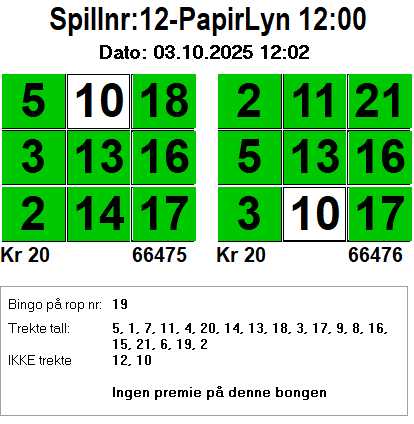 Spillnr:12-PapirLyn 12:00
Dato: 03.10.2025 12:02
5 10 18 2 11 21
3 13 16 5 13 16
2 14 17 3 10 17
Kr 20 66475 Kr 20 66476
Bingo på rop nr: 19
Trekte tall: 5, 1, 7, 11, 4, 20, 14, 13, 18, 3, 17, 9, 8, 16,
15, 21, 6, 19, 2
IKKE trekte 12, 10
Ingen premie på denne bongen